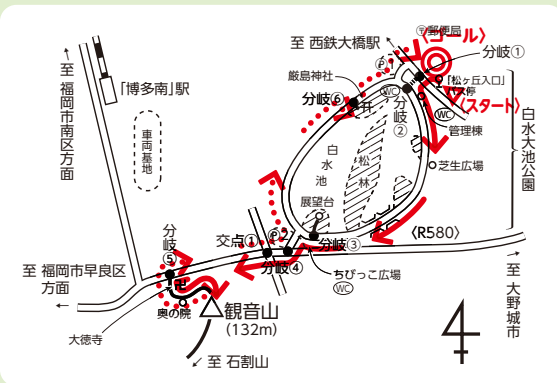 〒郵便局
〈ゴール〉
至 西鉄大橋駅
分岐①
P
厳島神社
「松ヶ丘入口」
バス停
WC
分岐⑥
〈スタート〉
分岐②
WC
管理棟
至 福岡市南区方面
「博多南」駅
車両基地
白水池
松林
芝生広場
白水大池公園
展望台
〈R580〉
分岐⑤
交点①
P
分岐③
分岐④
ちびっこ広場
WC
至 福岡市早良区
方面
卍
大徳寺
奥の院
観音山
(132m)
至 大野城市
至 石割山